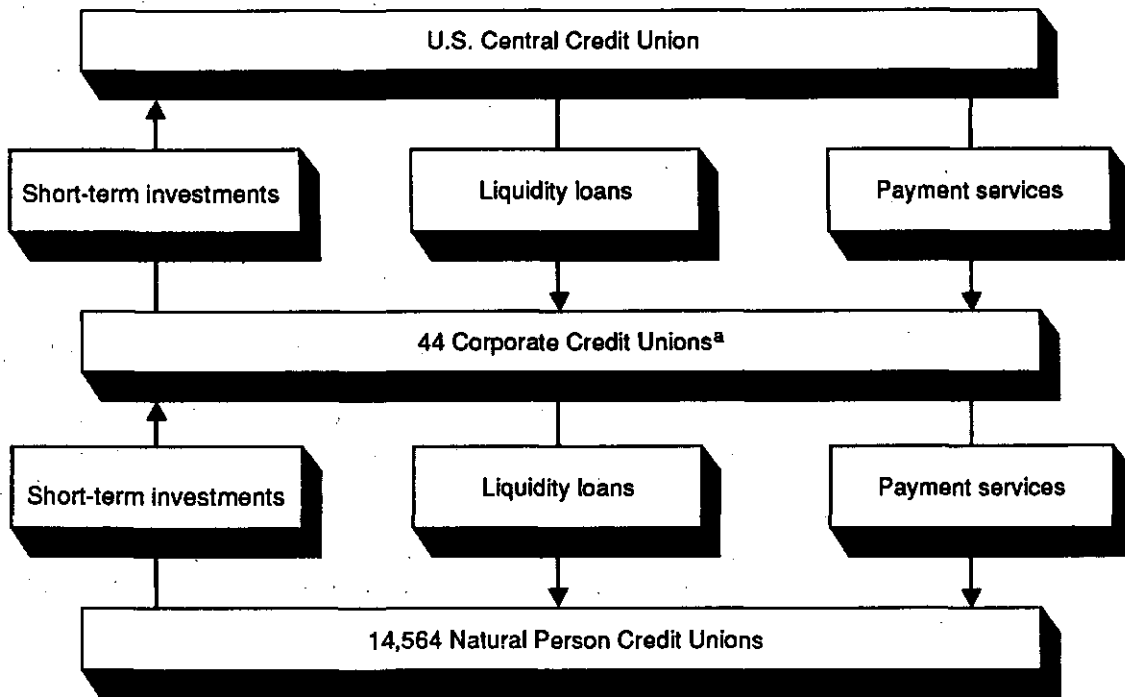 U.S. Central Credit Union
Short-term investments
Liquidity loans
Payment services
44 Corporate Credit Unionsᵃ
Short-term investments
Liquidity loans
Payment services
14,564 Natural Person Credit Unions